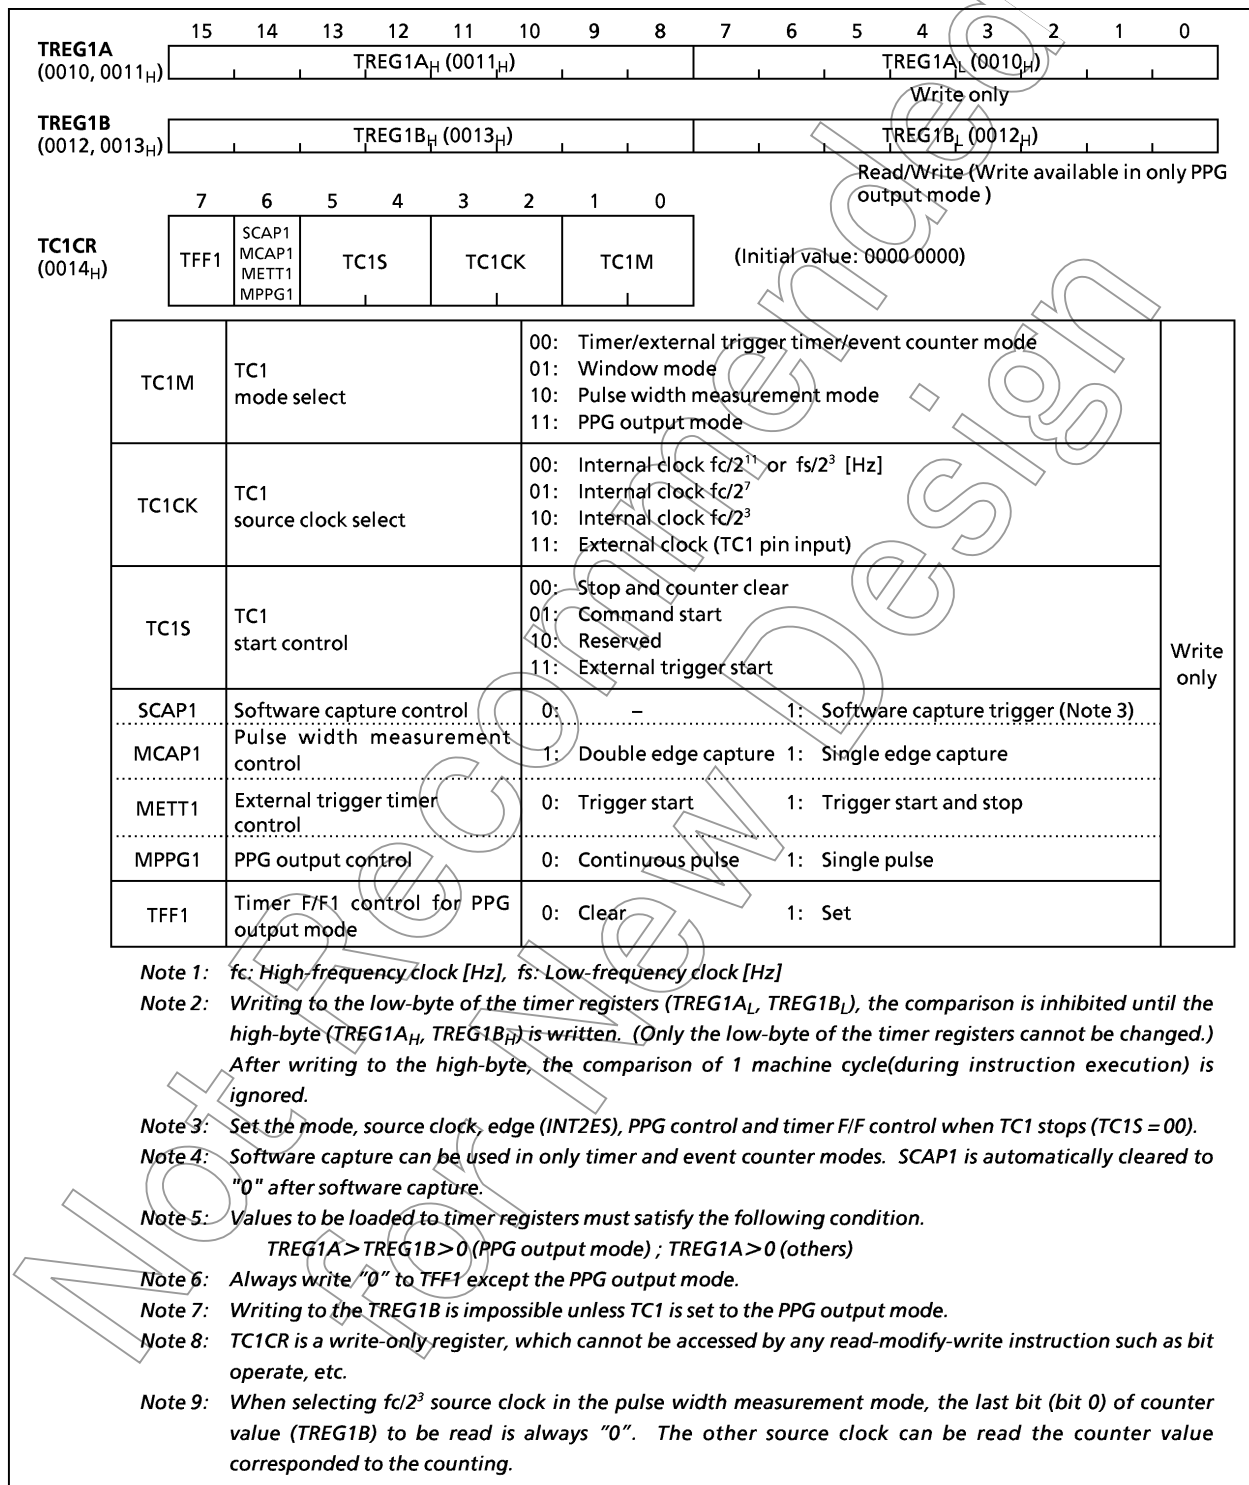 15 14 13 12 11 10 9 8 7 6 5 4 3 2 1 0
TREG1A
(0010, 0011H)
TREG1AH (0011H) TREG1AL (0010H)
Write only
TREG1B
(0012, 0013H)
TREG1BH (0013H) TREG1BL (0012H)
Read/Write (Write available in only PPG
output mode )
7 6 5 4 3 2 1 0
TC1CR
(0014H)
TFF1
SCAP1
MCAP1
METT1
MPPG1
TC1S TC1CK TC1M
(Initial value: 0000 0000)
TC1M
TC1
mode select
00: Timer/external trigger timer/event counter mode
01: Window mode
10: Pulse width measurement mode
11: PPG output mode
TC1CK
TC1
source clock select
00: Internal clock fc/2¹¹ or fs/2³ [Hz]
01: Internal clock fc/2⁷
10: Internal clock fc/2³
11: External clock (TC1 pin input)
TC1S
TC1
start control
00: Stop and counter clear
01: Command start
10: Reserved
11: External trigger start
Write
only
SCAP1 Software capture control 0: – 1: Software capture trigger (Note 3)
MCAP1
Pulse width measurement
control
1: Double edge capture 1: Single edge capture
METT1
External trigger timer
control
0: Trigger start 1: Trigger start and stop
MPPG1 PPG output control 0: Continuous pulse 1: Single pulse
TFF1
Timer F/F1 control for PPG
output mode
0: Clear 1: Set
Note 1: fc: High-frequency clock [Hz], fs: Low-frequency clock [Hz]
Note 2: Writing to the low-byte of the timer registers (TREG1AL, TREG1BL), the comparison is inhibited until the
high-byte (TREG1AH, TREG1BH) is written. (Only the low-byte of the timer registers cannot be changed.)
After writing to the high-byte, the comparison of 1 machine cycle(during instruction execution) is
ignored.
Note 3: Set the mode, source clock, edge (INT2ES), PPG control and timer F/F control when TC1 stops (TC1S = 00).
Note 4: Software capture can be used in only timer and event counter modes. SCAP1 is automatically cleared to
"0" after software capture.
Note 5: Values to be loaded to timer registers must satisfy the following condition.
TREG1A>TREG1B>0 (PPG output mode) ; TREG1A>0 (others)
Note 6: Always write "0" to TFF1 except the PPG output mode.
Note 7: Writing to the TREG1B is impossible unless TC1 is set to the PPG output mode.
Note 8: TC1CR is a write-only register, which cannot be accessed by any read-modify-write instruction such as bit
operate, etc.
Note 9: When selecting fc/2³ source clock in the pulse width measurement mode, the last bit (bit 0) of counter
value (TREG1B) to be read is always "0". The other source clock can be read the counter value
corresponded to the counting.
Not Recommended
for New Design